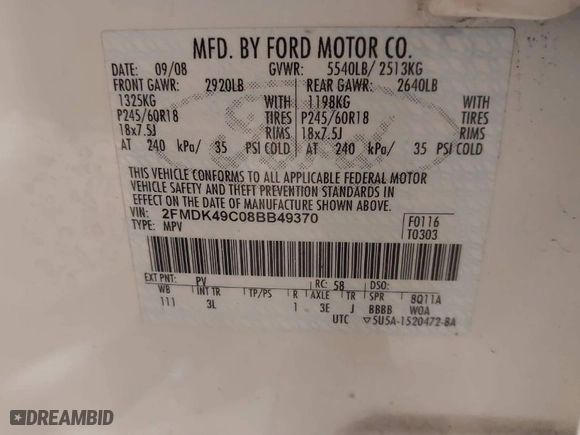 MFD. BY FORD MOTOR CO.
DATE: 09/08 GVWR: 5540LB/ 2513KG
FRONT GAWR: 2920LB REAR GAWR: 2640LB
1325KG WITH 1198KG WITH
P245/60R18 TIRES P245/60R18 TIRES
18x7.5J RIMS 18x7.5J RIMS
AT 240 kPa/ 35 PSI COLD AT 240 kPa/ 35 PSI COLD
THIS VEHICLE CONFORMS TO ALL APPLICABLE FEDERAL MOTOR
VEHICLE SAFETY AND THEFT PREVENTION STANDARDS IN
EFFECT ON THE DATE OF MANUFACTURE SHOWN ABOVE.
VIN: 2FMDK49C08BB49370 F0116
TYPE: MPV T0303
EXT PNT: PV RC: 58 DSO:
WB INT TR TP/PS R AXLE TR SPR 8Q11A
111 3L 1 3E J BBBB WOA
UTC ▽5U5A-1520472-BA
Ford
DREAMBID